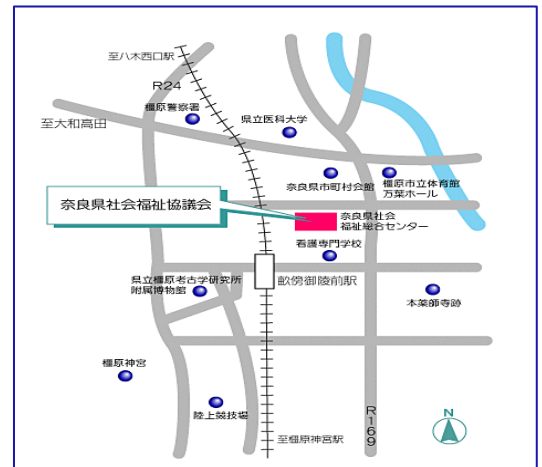 至八木西口駅
R24
橿原警察署
県立医科大学
至大和高田
奈良県市町村会館
橿原市立体育館
万葉ホール
奈良県社会福祉協議会
奈良県社会
福祉総合センター
看護専門学校
県立橿原考古学研究所
附属博物館
畝傍御陵前駅
本薬師寺跡
橿原神宮
陸上競技場
R169
N
至橿原神宮駅